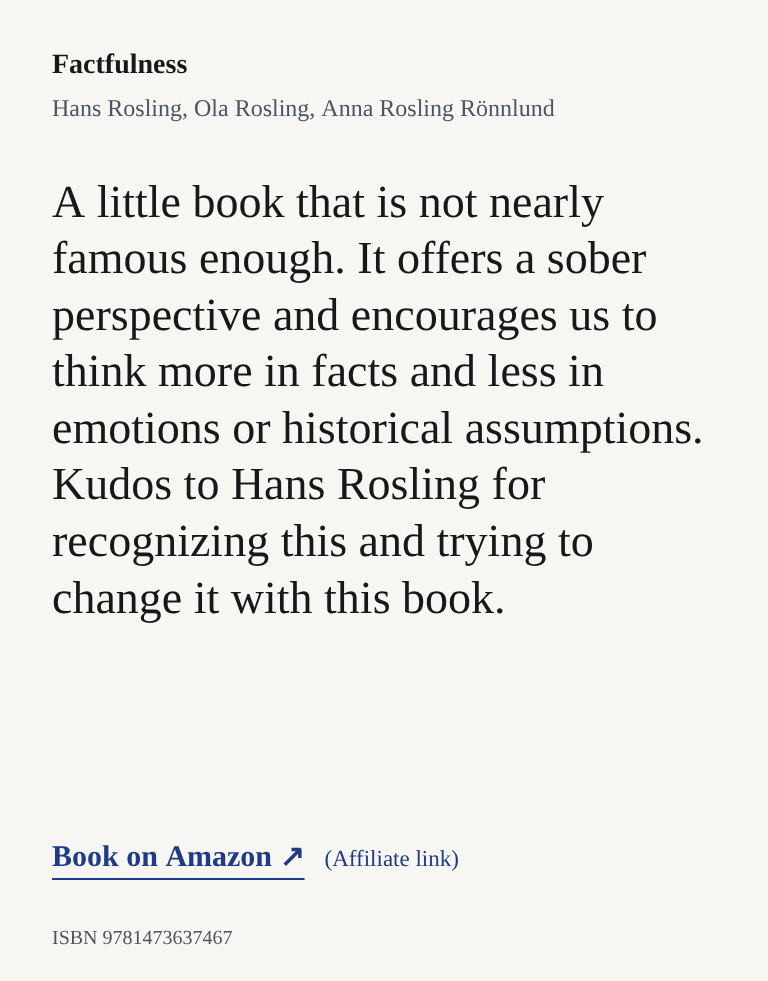 Factfulness
Hans Rosling, Ola Rosling, Anna Rosling Rönnlund
A little book that is not nearly
famous enough. It offers a sober
perspective and encourages us to
think more in facts and less in
emotions or historical assumptions.
Kudos to Hans Rosling for
recognizing this and trying to
change it with this book.
Book on Amazon ↗ (Affiliate link)
ISBN 9781473637467